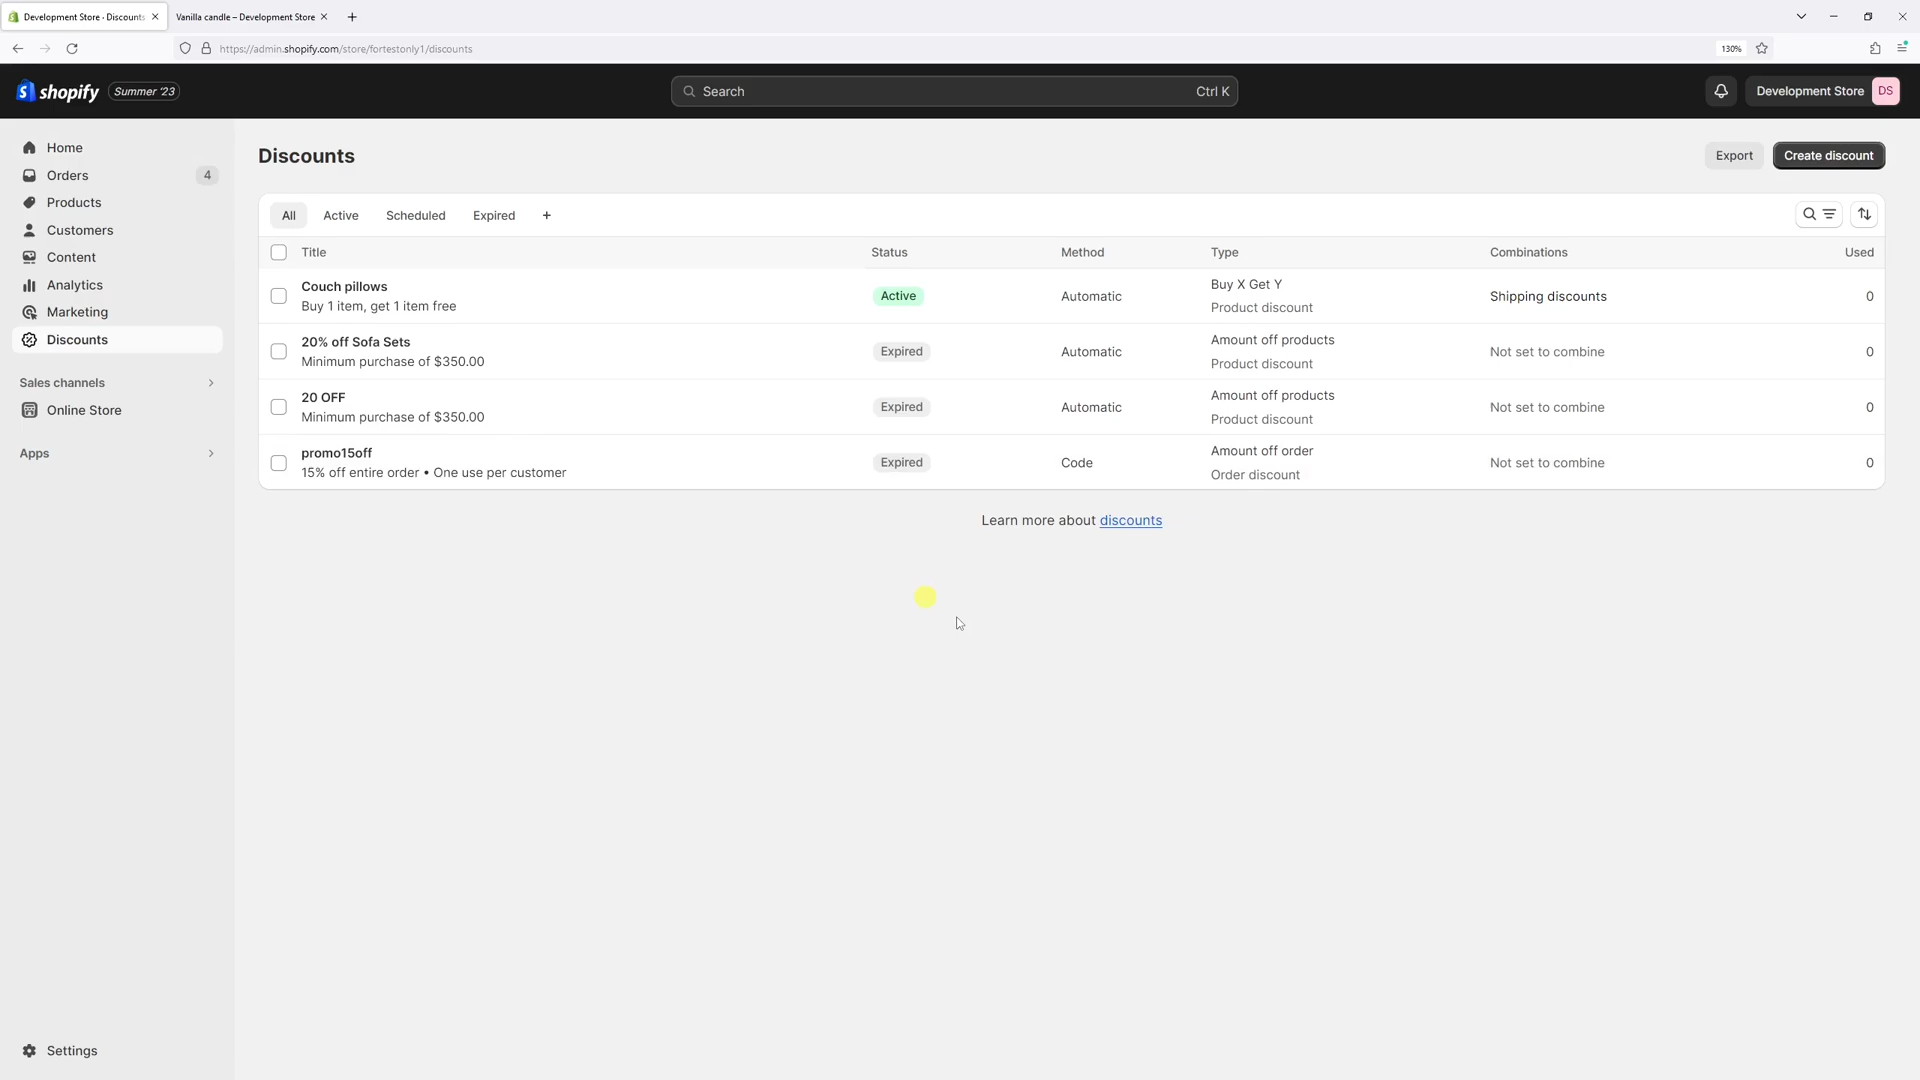 Development Store · Discounts
Vanilla candle – Development Store
https://admin.shopify.com/store/fortestonly1/discounts
130%
shopify
Summer '23
Search
Ctrl K
Development Store
DS
Home
Orders
4
Products
Customers
Content
Analytics
Marketing
Discounts
Sales channels
Online Store
Apps
Settings
Discounts
Export
Create discount
All
Active
Scheduled
Expired
+
Title
Status
Method
Type
Combinations
Used
Couch pillows
Buy 1 item, get 1 item free
Active
Automatic
Buy X Get Y
Product discount
Shipping discounts
0
20% off Sofa Sets
Minimum purchase of $350.00
Expired
Automatic
Amount off products
Product discount
Not set to combine
0
20 OFF
Minimum purchase of $350.00
Expired
Automatic
Amount off products
Product discount
Not set to combine
0
promo15off
15% off entire order • One use per customer
Expired
Code
Amount off order
Order discount
Not set to combine
0
Learn more about discounts